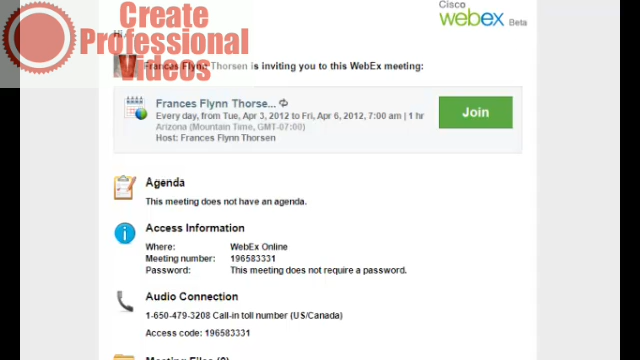 Create
Professional
Videos
Cisco
webex Beta
Hi,
Frances Flynn Thorsen is inviting you to this WebEx meeting:
Frances Flynn Thorse...
Every day, from Tue, Apr 3, 2012 to Fri, Apr 6, 2012, 7:00 am | 1 hr
Arizona (Mountain Time, GMT-07:00)
Host: Frances Flynn Thorsen
Join
Agenda
This meeting does not have an agenda.
Access Information
Where: WebEx Online
Meeting number: 196583331
Password: This meeting does not require a password.
Audio Connection
1-650-479-3208 Call-in toll number (US/Canada)
Access code: 196583331
Meeting Files (0)